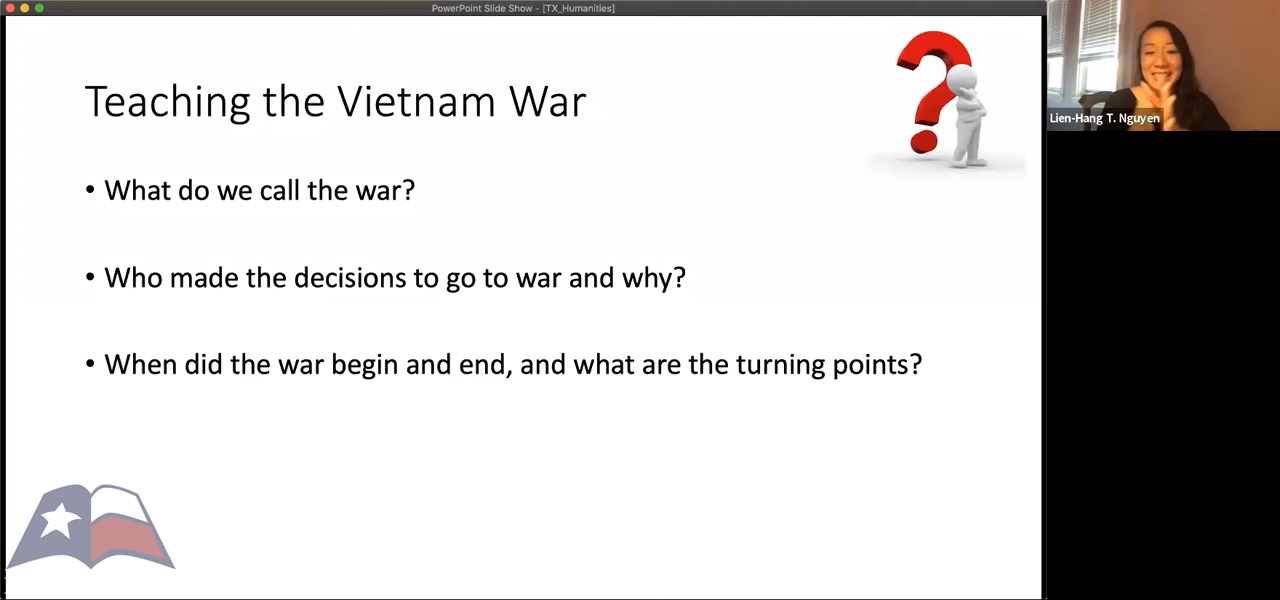 PowerPoint Slide Show - [TX_Humanities]
Teaching the Vietnam War
• What do we call the war?
• Who made the decisions to go to war and why?
• When did the war begin and end, and what are the turning points?
Lien-Hang T. Nguyen